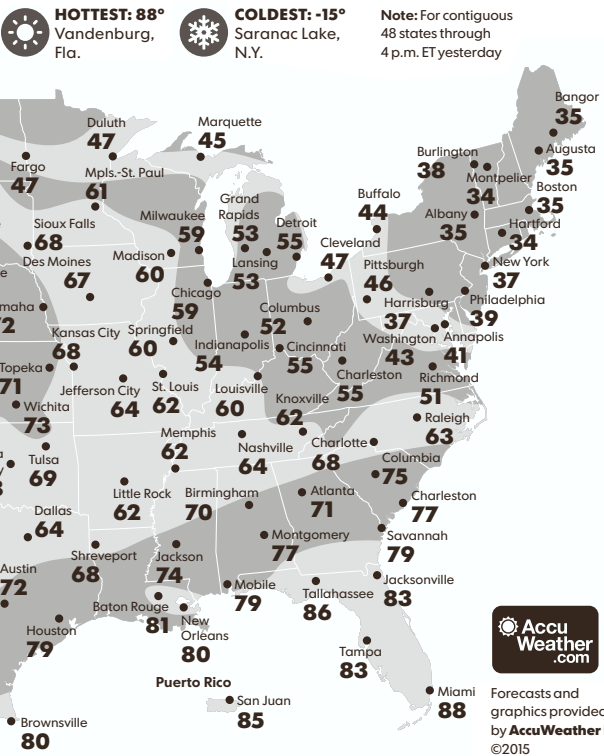 HOTTEST: 88°
Vandenburg,
Fla.
COLDEST: -15°
Saranac Lake,
N.Y.
Note: For contiguous
48 states through
4 p.m. ET yesterday
Bangor
35
Duluth
47
Marquette
45
Fargo
47
Mpls.-St. Paul
61
Burlington
38
Augusta
35
Montpelier
34
Boston
35
Buffalo
44
Albany
35
Hartford
34
Sioux Falls
68
Milwaukee
59
Grand
Rapids
53
Detroit
55
Cleveland
47
Des Moines
67
Madison
60
Lansing
53
Pittsburgh
46
New York
37
Chicago
59
Columbus
52
Harrisburg
37
Philadelphia
39
maha
72
Kansas City
68
Springfield
60
Indianapolis
54
Cincinnati
55
Washington
43
Annapolis
41
Topeka
71
Jefferson City
64
St. Louis
62
Louisville
60
Charleston
55
Richmond
51
Wichita
73
Knoxville
62
Raleigh
63
Memphis
62
Nashville
64
Charlotte
68
Tulsa
69
Columbia
75
Little Rock
62
Birmingham
70
Atlanta
71
Charleston
77
Dallas
64
Montgomery
77
Savannah
79
Shreveport
68
Jackson
74
Austin
72
Mobile
79
Tallahassee
86
Jacksonville
83
Baton Rouge
81
New
Orleans
80
Houston
79
Tampa
83
Puerto Rico
San Juan
85
Miami
88
Brownsville
80
Accu
Weather
.com
Forecasts and
graphics provided
by AccuWeather
©2015